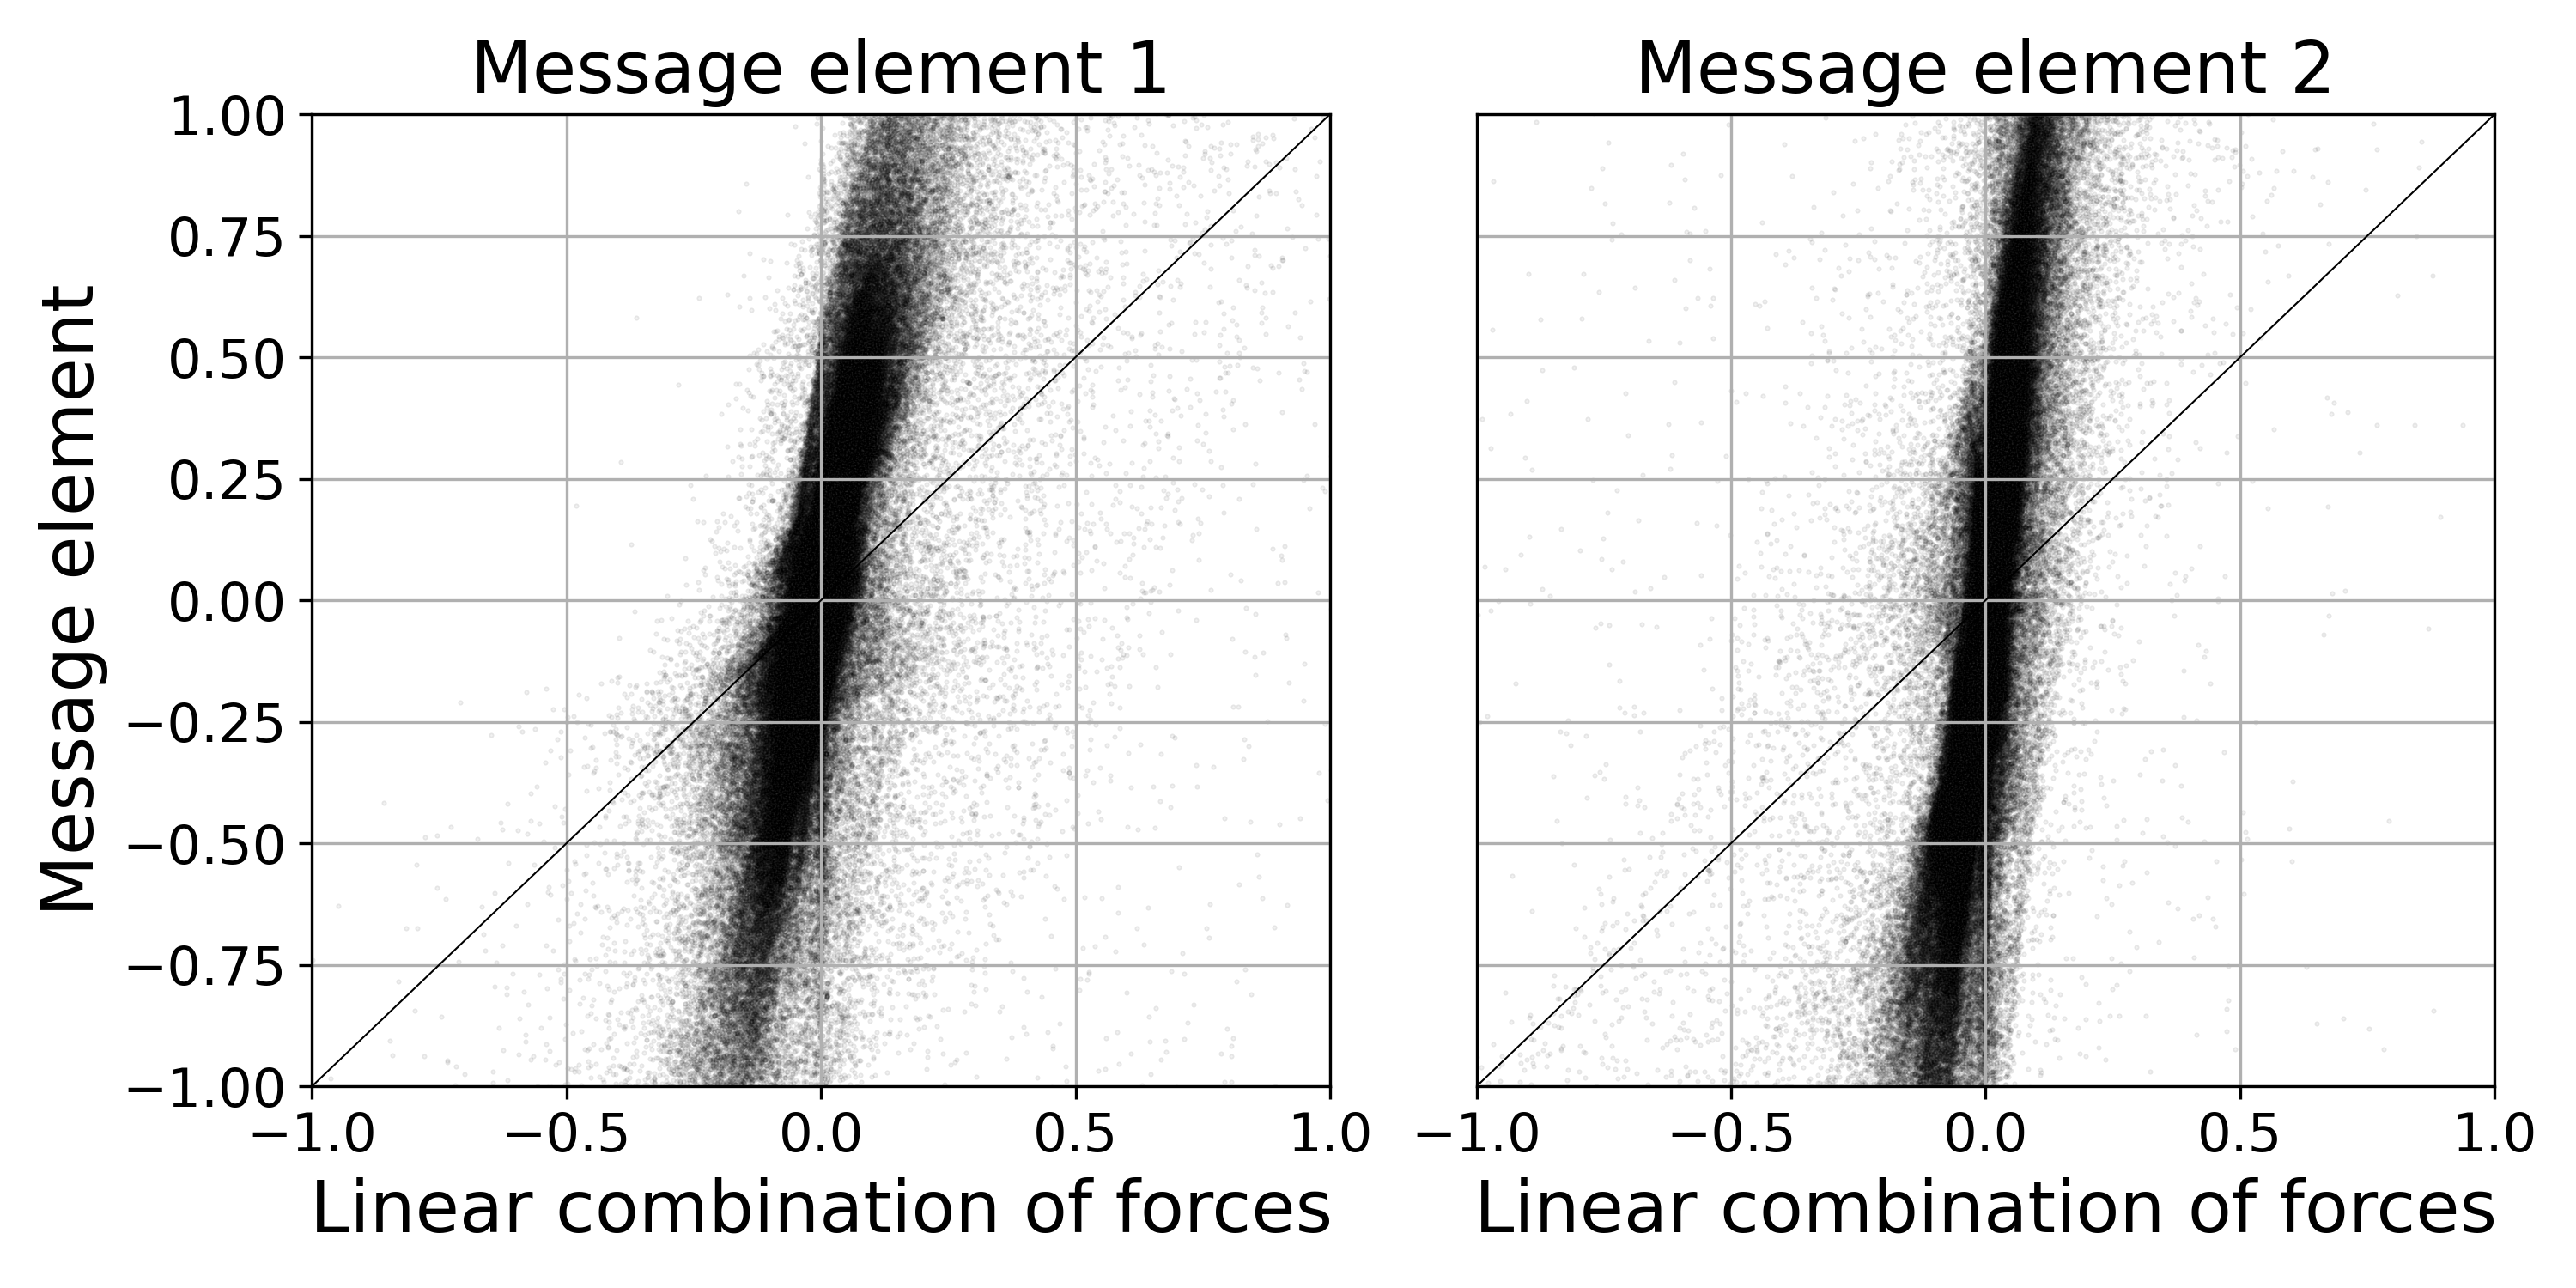 Message element 1
Message element 2
Message element
1.00
0.75
0.50
0.25
0.00
−0.25
−0.50
−0.75
−1.00
−1.0 −0.5 0.0 0.5 1.0
−1.0 −0.5 0.0 0.5 1.0
Linear combination of forces
Linear combination of forces